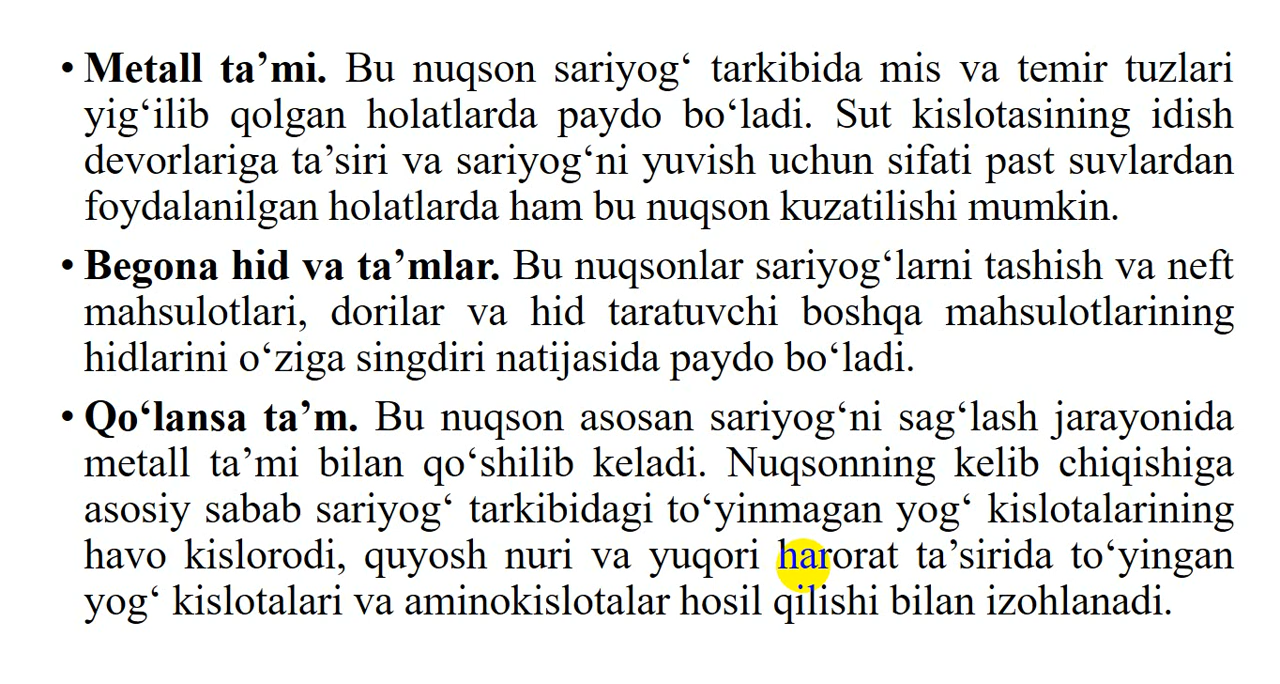 • Metall ta’mi. Bu nuqson sariyog‘ tarkibida mis va temir tuzlari
yig‘ilib qolgan holatlarda paydo bo‘ladi. Sut kislotasining idish
devorlariga ta’siri va sariyog‘ni yuvish uchun sifati past suvlardan
foydalanilgan holatlarda ham bu nuqson kuzatilishi mumkin.
• Begona hid va ta’mlar. Bu nuqsonlar sariyog‘larni tashish va neft
mahsulotlari, dorilar va hid taratuvchi boshqa mahsulotlarining
hidlarini o‘ziga singdiri natijasida paydo bo‘ladi.
• Qo‘lansa ta’m. Bu nuqson asosan sariyog‘ni sag‘lash jarayonida
metall ta’mi bilan qo‘shilib keladi. Nuqsonning kelib chiqishiga
asosiy sabab sariyog‘ tarkibidagi to‘yinmagan yog‘ kislotalarining
havo kislorodi, quyosh nuri va yuqori harorat ta’sirida to‘yingan
yog‘ kislotalari va aminokislotalar hosil qilishi bilan izohlanadi.